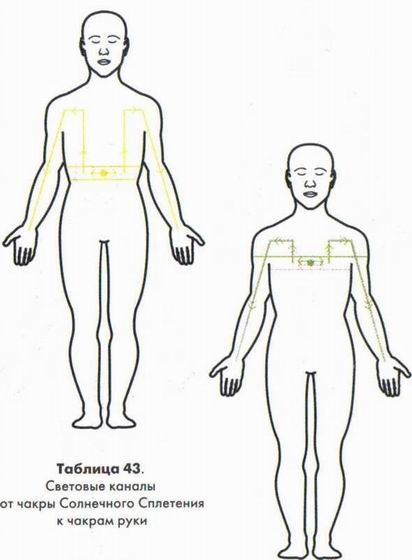 Таблица 43.
Световые каналы
от чакры Солнечного Сплетения
к чакрам руки